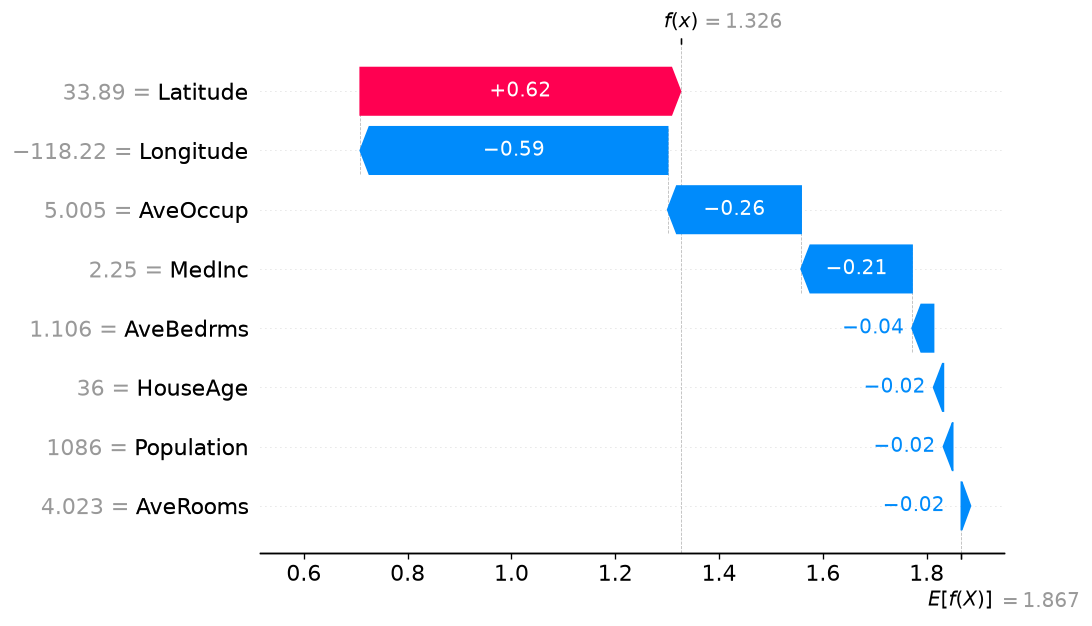 f(x) = 1.326
33.89 = Latitude
+0.62
−118.22 = Longitude
−0.59
5.005 = AveOccup
−0.26
2.25 = MedInc
−0.21
1.106 = AveBedrms
−0.04
36 = HouseAge
−0.02
1086 = Population
−0.02
4.023 = AveRooms
−0.02
0.6 0.8 1.0 1.2 1.4 1.6 1.8
E[f(X)] = 1.867